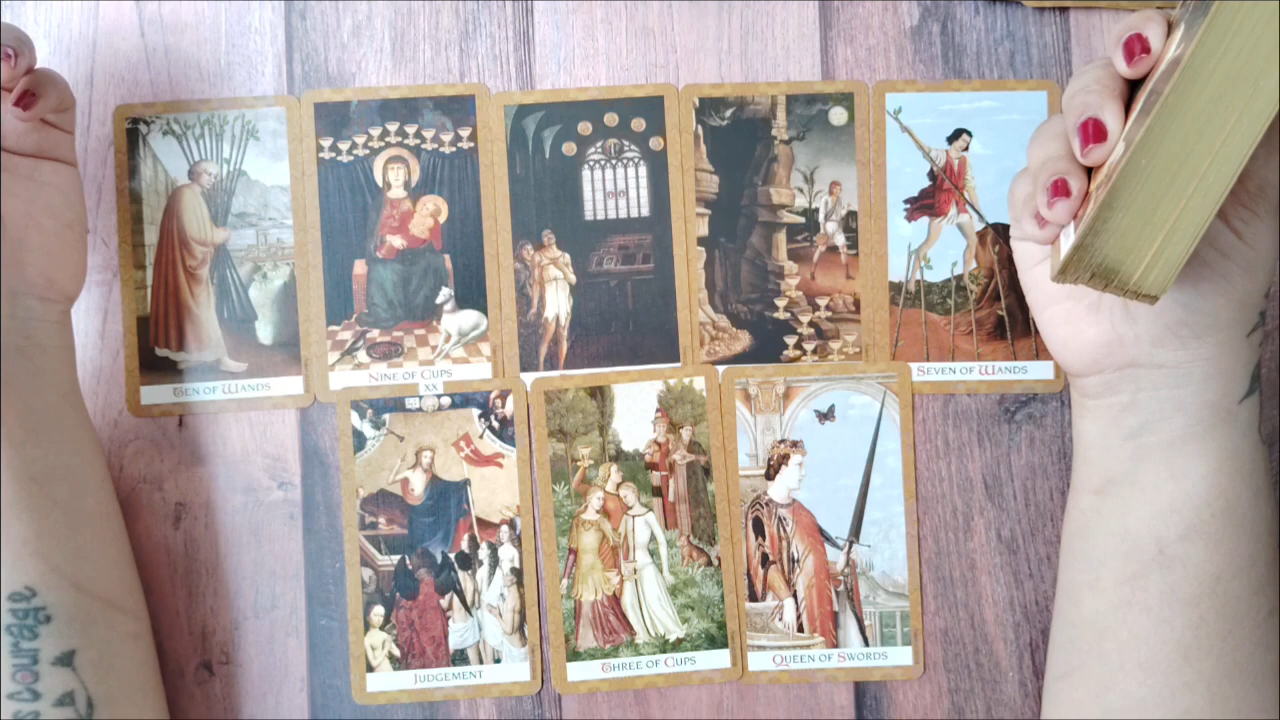 TEN OF WANDS
NINE OF CUPS
SEVEN OF WANDS
XX
JUDGEMENT
THREE OF CUPS
QUEEN OF SWORDS
Courage